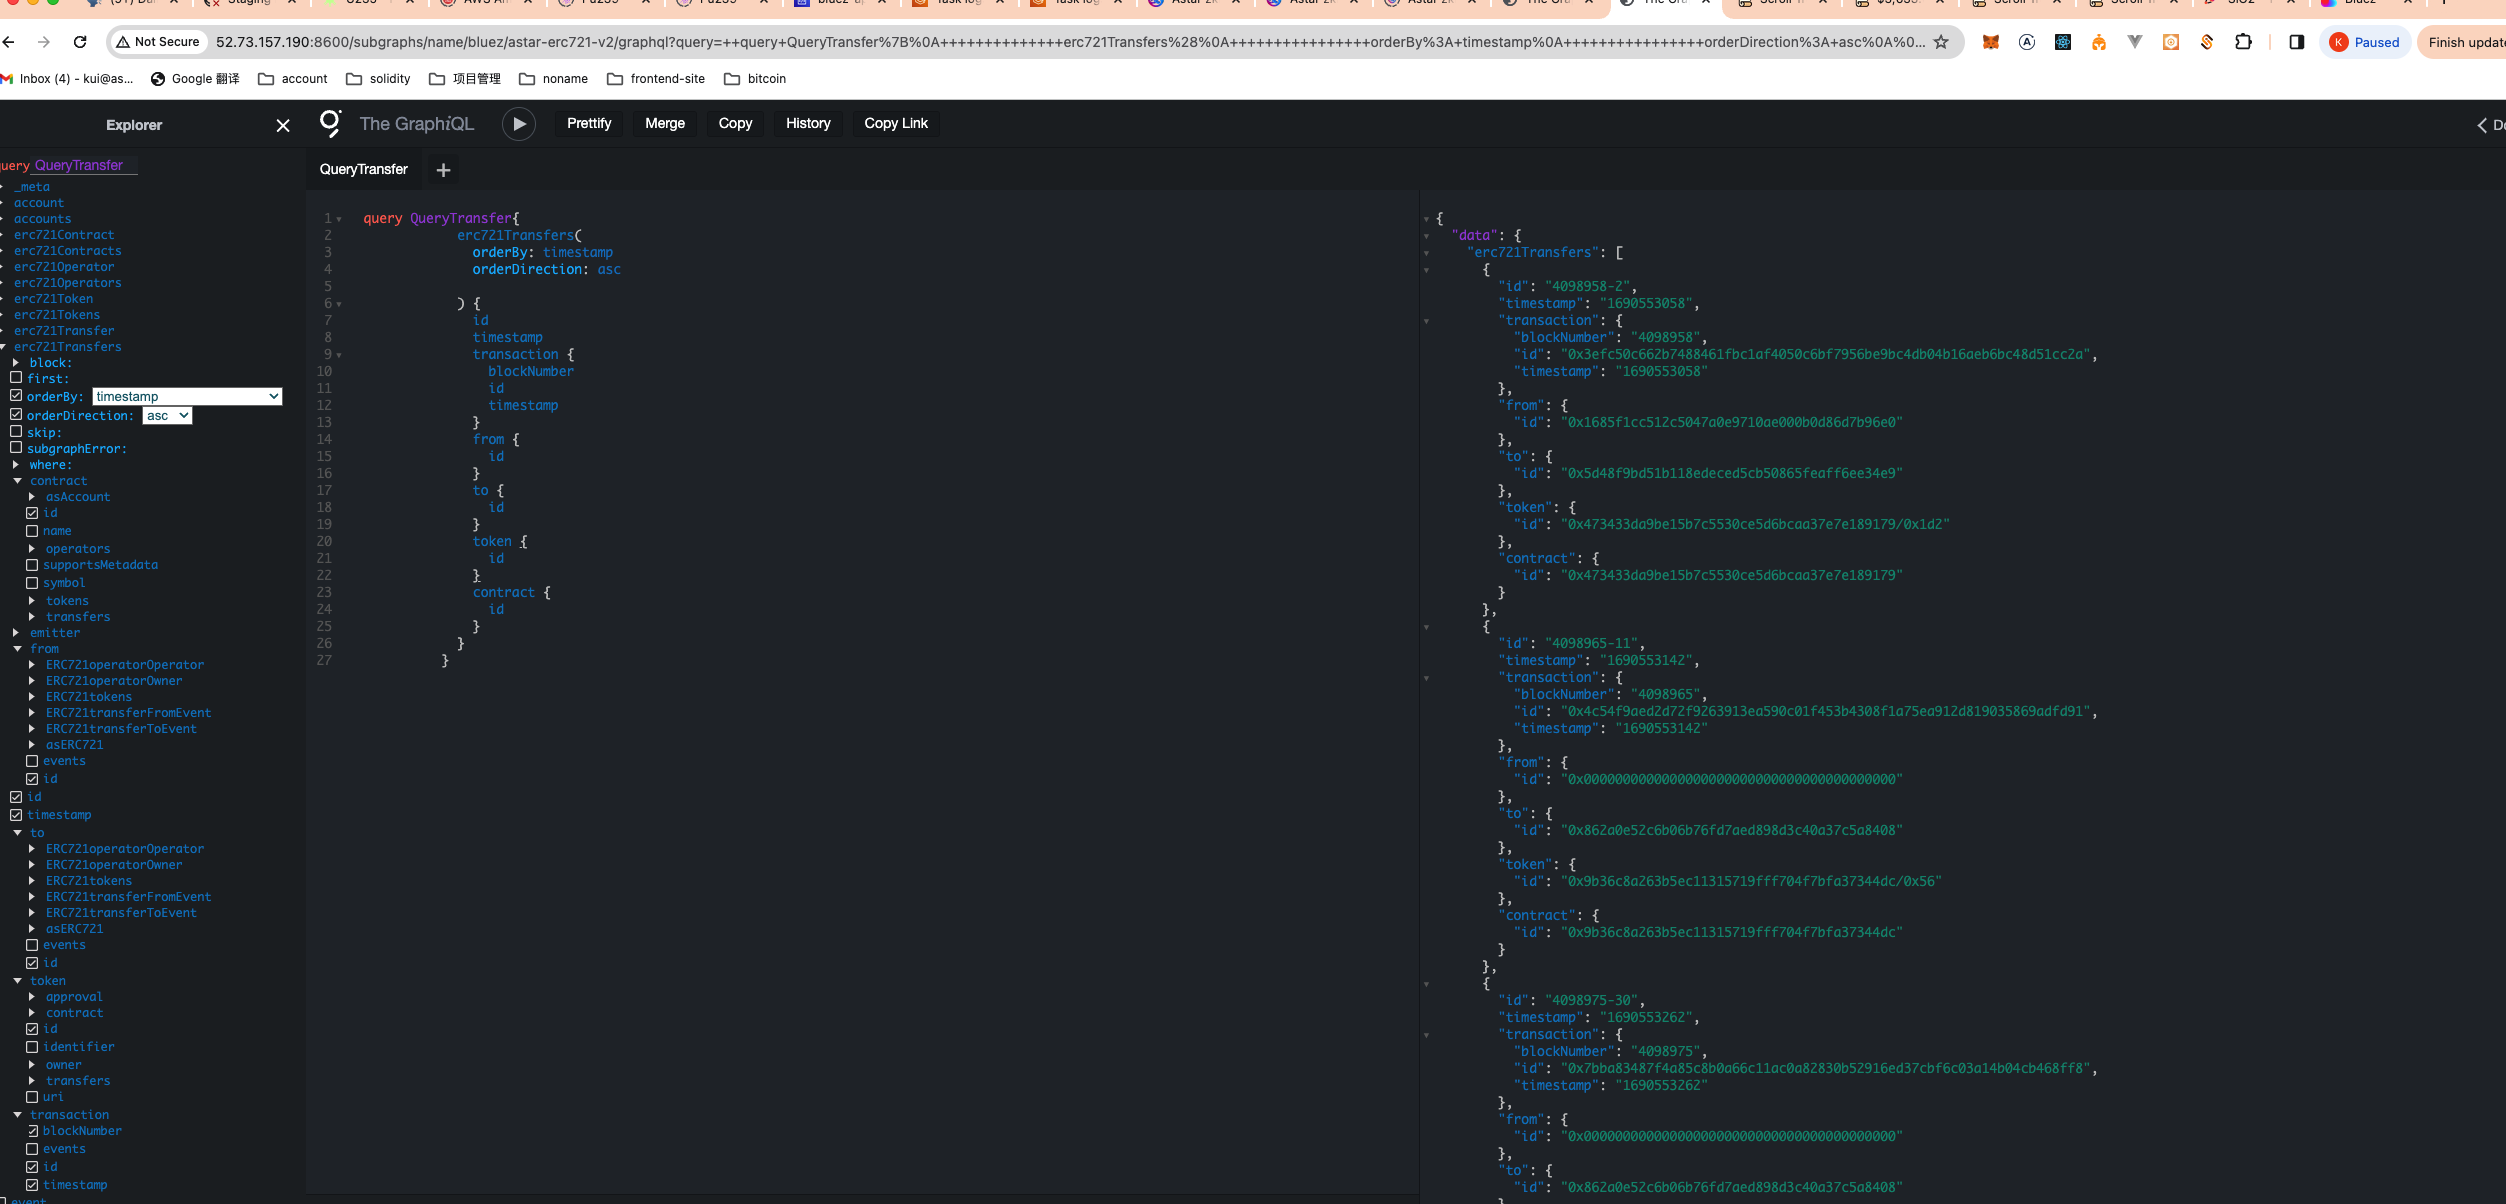 Not Secure 52.73.157.190:8600/subgraphs/name/bluez/astar-erc721-v2/graphql?query=++query+QueryTransfer%7B%0A++++++++++++++erc721Transfers%28%0A++++++++++++++++orderBy%3A+timestamp%0A++++++++++++++++orderDirection%3A+asc%0A%0... K Paused Finish update
Inbox (4) - kui@as... Google 翻译 account solidity 项目管理 noname frontend-site bitcoin
Explorer
The GraphiQL Prettify Merge Copy History Copy Link
QueryTransfer +
QueryTransfer
_meta
account
accounts
erc721Contract
erc721Contracts
erc721Operator
erc721Operators
erc721Token
erc721Tokens
erc721Transfer
erc721Transfers
block:
first:
orderBy: timestamp
orderDirection: asc
skip:
subgraphError:
where:
contract
asAccount
id
name
operators
supportsMetadata
symbol
tokens
transfers
emitter
from
ERC721operatorOperator
ERC721operatorOwner
ERC721tokens
ERC721transferFromEvent
ERC721transferToEvent
asERC721
events
id
id
timestamp
to
ERC721operatorOperator
ERC721operatorOwner
ERC721tokens
ERC721transferFromEvent
ERC721transferToEvent
asERC721
events
id
token
approval
contract
id
identifier
owner
transfers
uri
transaction
blockNumber
events
id
timestamp
1 query QueryTransfer{
2 erc721Transfers(
3 orderBy: timestamp
4 orderDirection: asc
5
6 ) {
7 id
8 timestamp
9 transaction {
10 blockNumber
11 id
12 timestamp
13 }
14 from {
15 id
16 }
17 to {
18 id
19 }
20 token {
21 id
22 }
23 contract {
24 id
25 }
26 }
27 }
{
"data": {
"erc721Transfers": [
{
"id": "4098958-2",
"timestamp": "1690553058",
"transaction": {
"blockNumber": "4098958",
"id": "0x3efc50c662b7488461fbc1af4050c6bf7956be9bc4db04b16aeb6bc48d51cc2a",
"timestamp": "1690553058"
},
"from": {
"id": "0x1685f1cc512c5047a0e9710ae000b0d86d7b96e0"
},
"to": {
"id": "0x5d48f9bd51b118edeced5cb50865feaff6ee34e9"
},
"token": {
"id": "0x473433da9be15b7c5530ce5d6bcaa37e7e189179/0x1d2"
},
"contract": {
"id": "0x473433da9be15b7c5530ce5d6bcaa37e7e189179"
}
},
{
"id": "4098965-11",
"timestamp": "1690553142",
"transaction": {
"blockNumber": "4098965",
"id": "0x4c54f9aed2d72f9263913ea590c01f453b4308f1a75ea912d819035869adfd91",
"timestamp": "1690553142"
},
"from": {
"id": "0x0000000000000000000000000000000000000000"
},
"to": {
"id": "0x862a0e52c6b06b76fd7aed898d3c40a37c5a8408"
},
"token": {
"id": "0x9b36c8a263b5ec11315719fff704f7bfa37344dc/0x56"
},
"contract": {
"id": "0x9b36c8a263b5ec11315719fff704f7bfa37344dc"
}
},
{
"id": "4098975-30",
"timestamp": "1690553262",
"transaction": {
"blockNumber": "4098975",
"id": "0x7bba83487f4a85c8b0a66c11ac0a82830b52916ed37cbf6c03a14b04cb468ff8",
"timestamp": "1690553262"
},
"from": {
"id": "0x0000000000000000000000000000000000000000"
},
"to": {
"id": "0x862a0e52c6b06b76fd7aed898d3c40a37c5a8408"